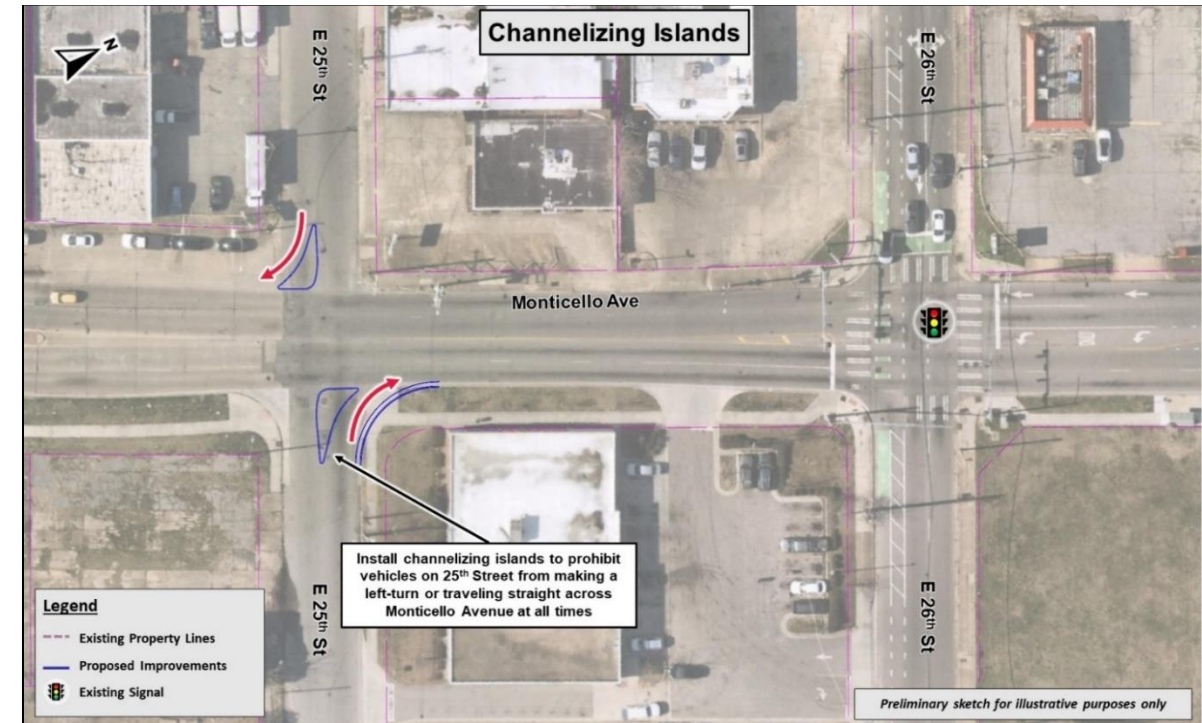 Channelizing Islands
N
E 25th St
E 26th St
Monticello Ave
Install channelizing islands to prohibit
vehicles on 25th Street from making a
left-turn or traveling straight across
Monticello Avenue at all times
E 25th St
E 26th St
Legend
Existing Property Lines
Proposed Improvements
Existing Signal
Preliminary sketch for illustrative purposes only